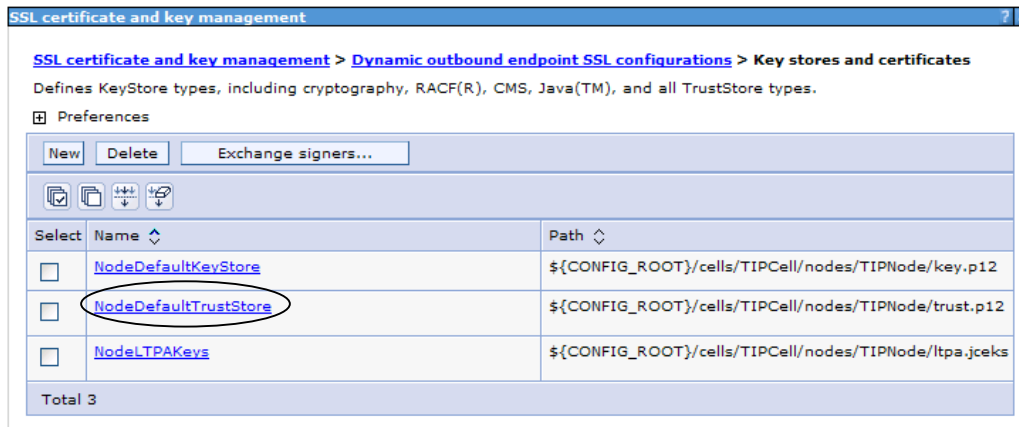 SSL certificate and key management ?
SSL certificate and key management > Dynamic outbound endpoint SSL configurations > Key stores and certificates
Defines KeyStore types, including cryptography, RACF(R), CMS, Java(TM), and all TrustStore types.
Preferences
New Delete Exchange signers...
Select Name Path
NodeDefaultKeyStore ${CONFIG_ROOT}/cells/TIPCell/nodes/TIPNode/key.p12
NodeDefaultTrustStore ${CONFIG_ROOT}/cells/TIPCell/nodes/TIPNode/trust.p12
NodeLTPAKeys ${CONFIG_ROOT}/cells/TIPCell/nodes/TIPNode/ltpa.jceks
Total 3